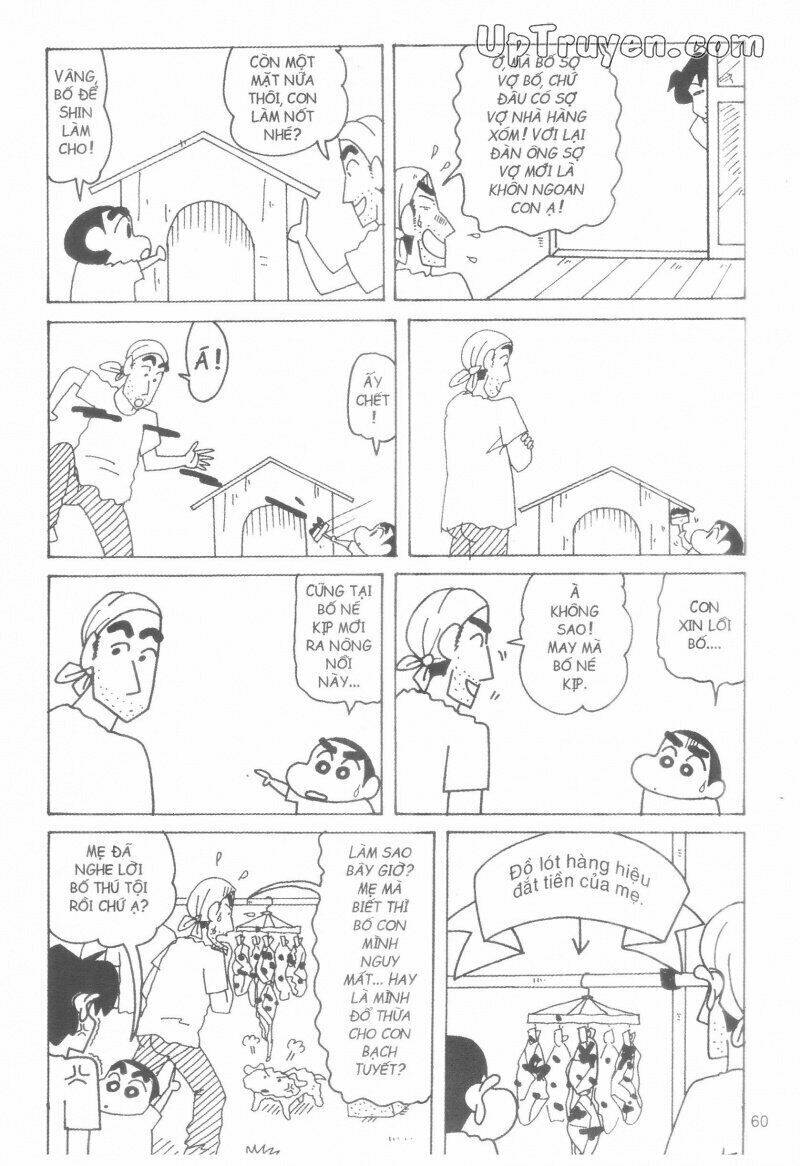 UpTruyen.com
Ơ, MÀ BỐ SỢ
VỢ BỐ, CHỨ
ĐÂU CÓ SỢ
VỢ NHÀ HÀNG
XÓM! VỚI LẠI
ĐÀN ÔNG SỢ
VỢ MỚI LÀ
KHÔN NGOAN
CON Ạ!
CÒN MỘT
MẶT NỮA
THÔI, CON
LÀM NỐT
NHÉ?
VÂNG,
BỐ ĐỂ
SHIN
LÀM
CHO!
ẤY
CHẾT
!
Á!
CON
XIN LỖI
BỐ....
À
KHÔNG
SAO!
MAY MÀ
BỐ NÉ
KỊP.
CŨNG TẠI
BỐ NÉ
KỊP MỚI
RA NÔNG
NỖI
NÀY...
Đồ lót hàng hiệu
đắt tiền của mẹ.
LÀM SAO
BÂY GIỜ?
MẸ MÀ
BIẾT THÌ
BỐ CON
MÌNH
NGUY
MẤT... HAY
LÀ MÌNH
ĐỔ THỪA
CHO CON
BẠCH
TUYẾT?
MẸ ĐÃ
NGHE LỜI
BỐ THÚ TỘI
RỒI CHỨ Ạ?
60